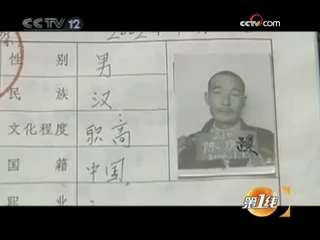 CCTV 12
CCTV.com
性 别 男
民 族 汉
文化程度 职高
国 籍 中国
职 业
第1线